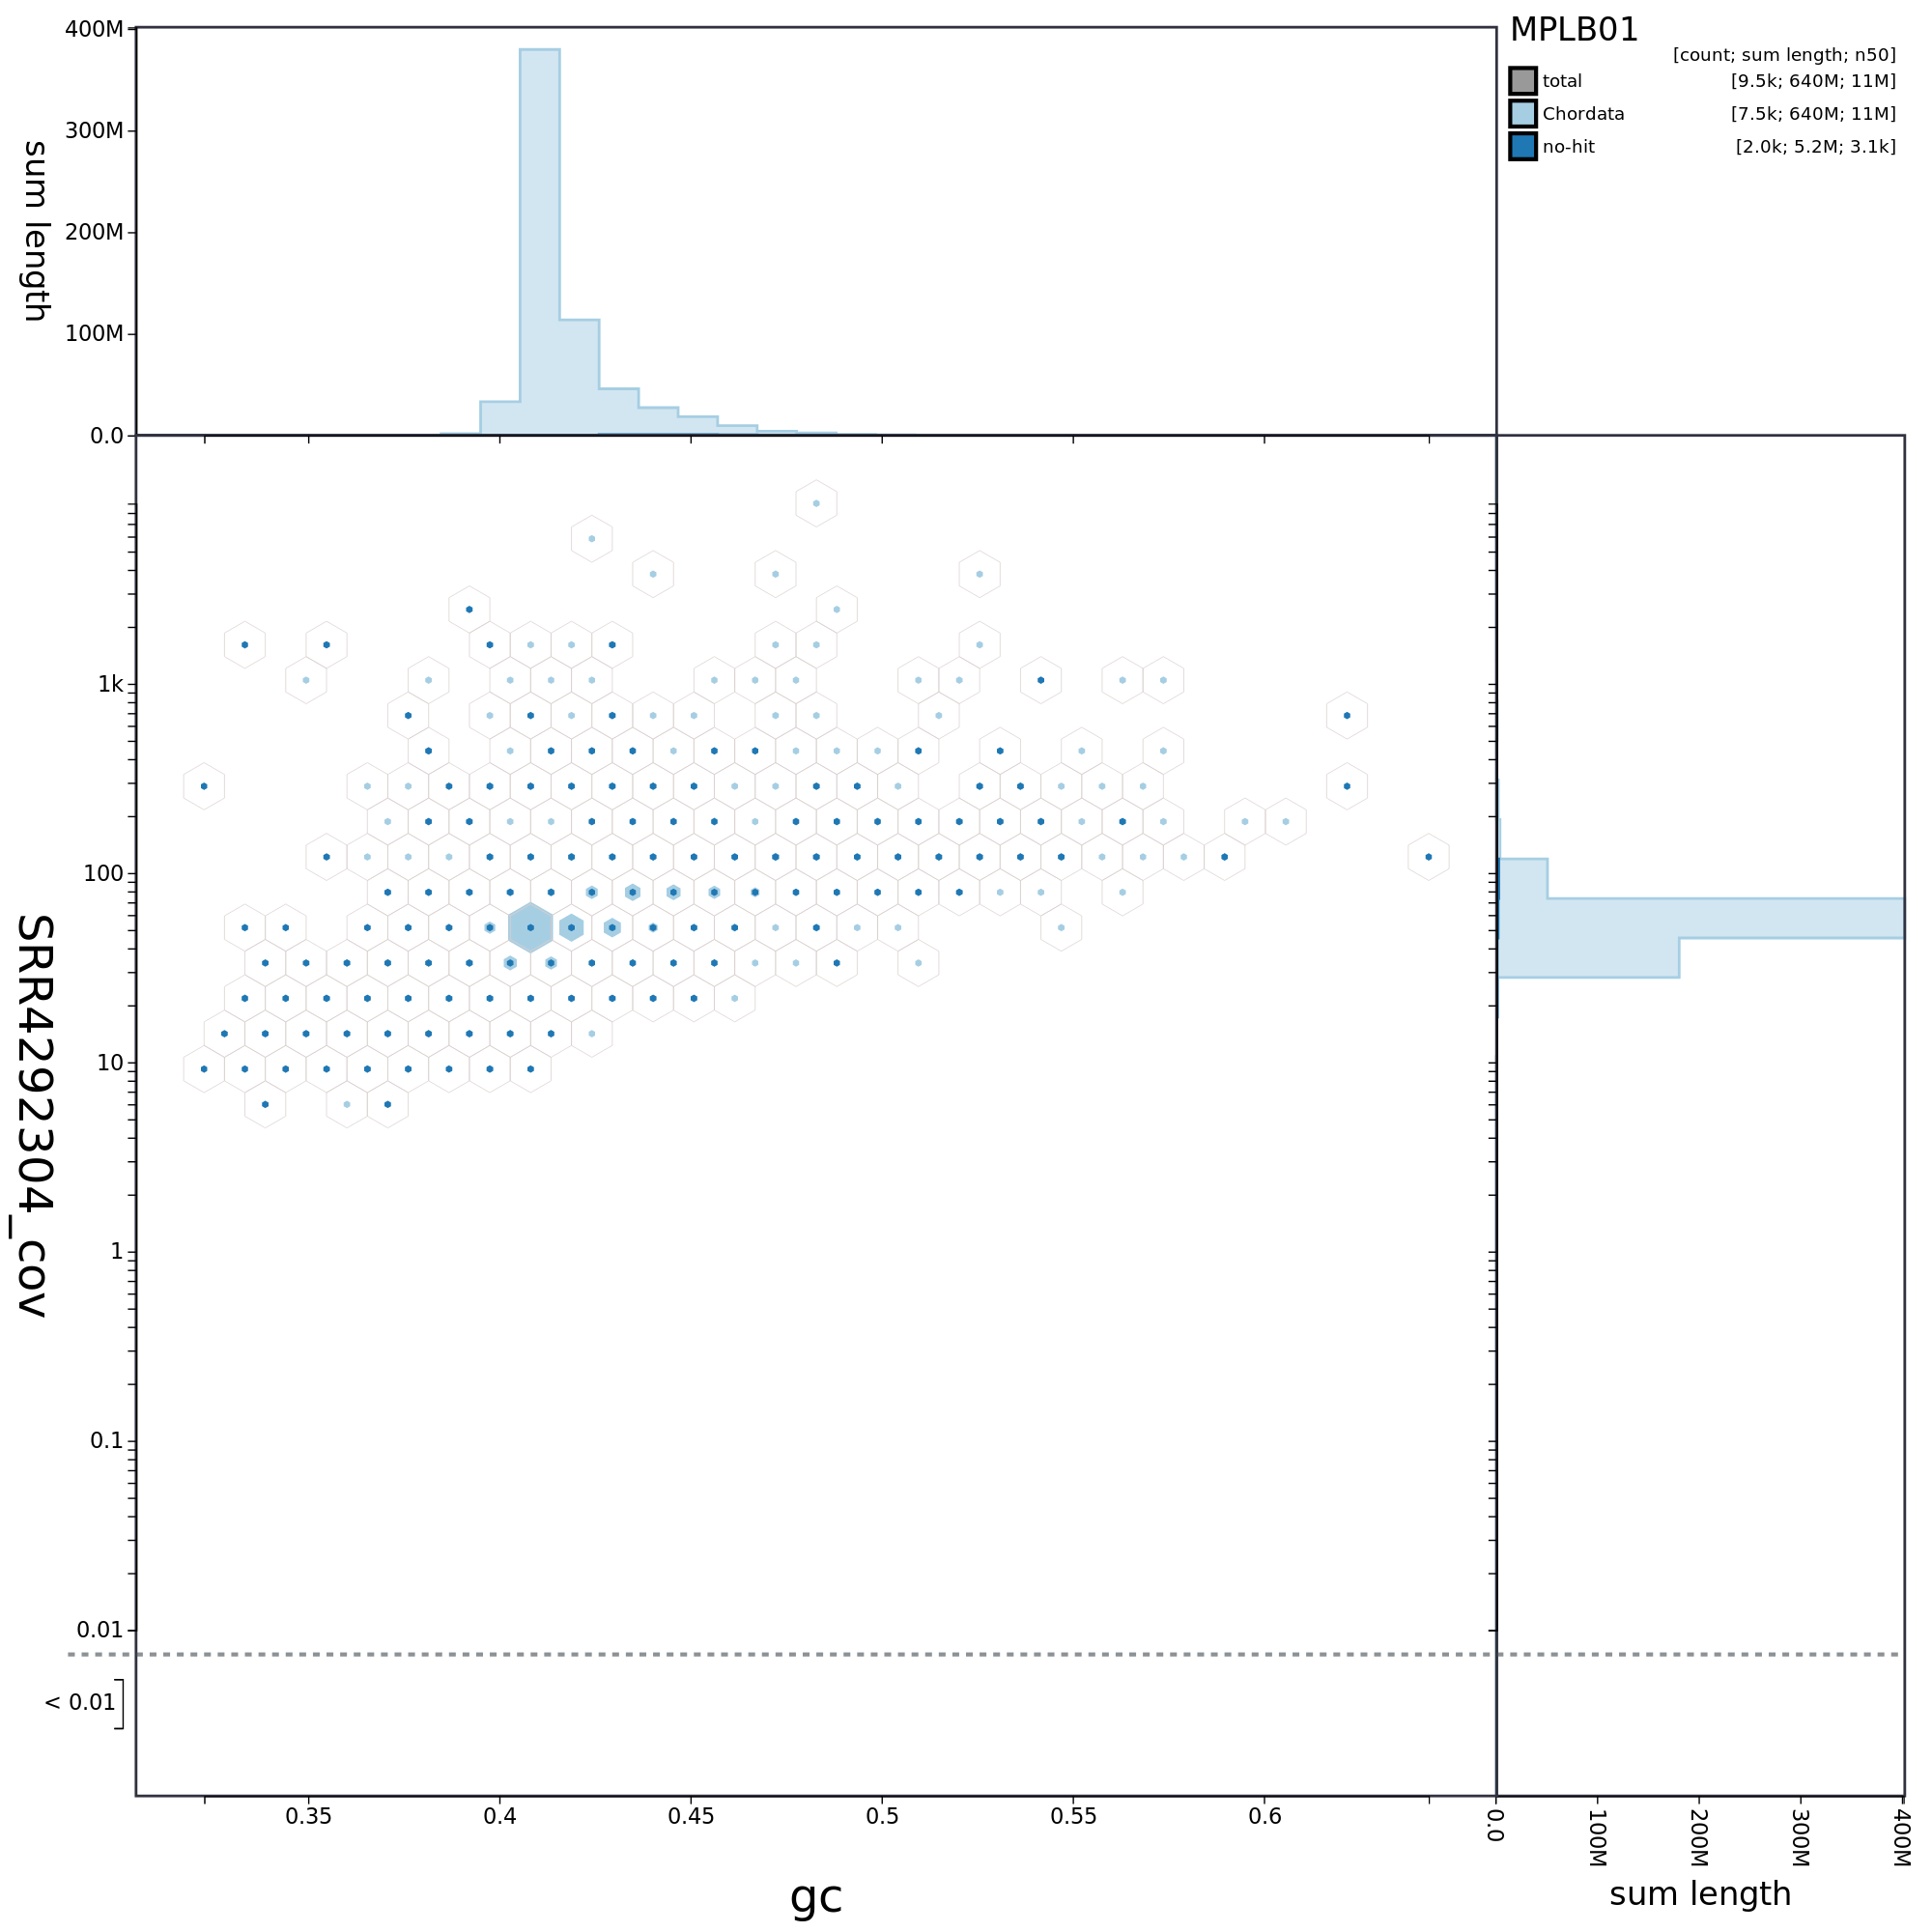 MPLB01
[count; sum length; n50]
total [9.5k; 640M; 11M]
Chordata [7.5k; 640M; 11M]
no-hit [2.0k; 5.2M; 3.1k]
sum length
400M
300M
200M
100M
0.0
SRR4292304_cov
1k
100
10
1
0.1
0.01
< 0.01
0.35 0.4 0.45 0.5 0.55 0.6
gc
0.0 100M 200M 300M 400M
sum length